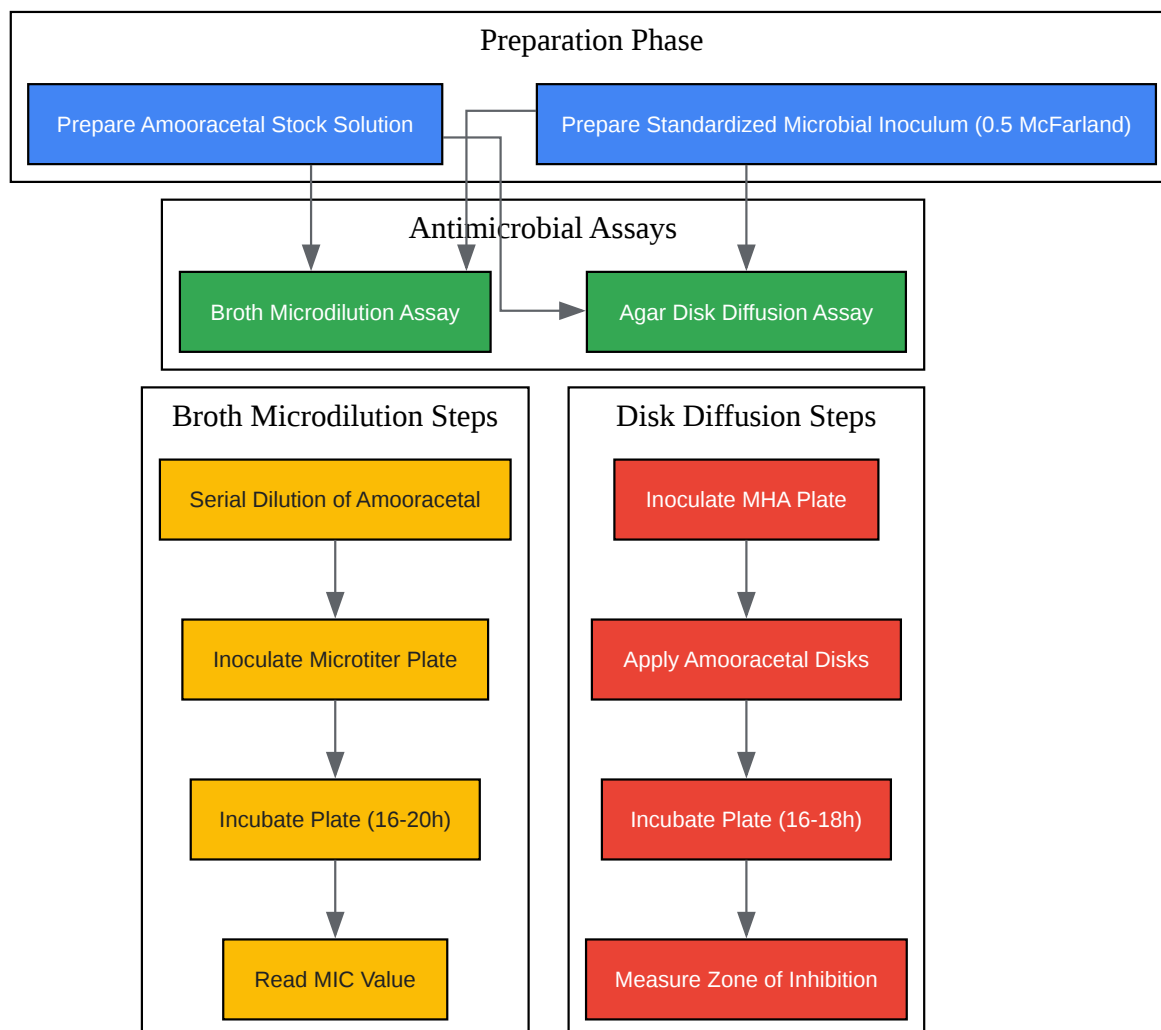 Preparation Phase
Prepare Amooracetal Stock Solution
Prepare Standardized Microbial Inoculum (0.5 McFarland)
Antimicrobial Assays
Broth Microdilution Assay
Agar Disk Diffusion Assay
Broth Microdilution Steps
Serial Dilution of Amooracetal
Inoculate Microtiter Plate
Incubate Plate (16-20h)
Read MIC Value
Disk Diffusion Steps
Inoculate MHA Plate
Apply Amooracetal Disks
Incubate Plate (16-18h)
Measure Zone of Inhibition